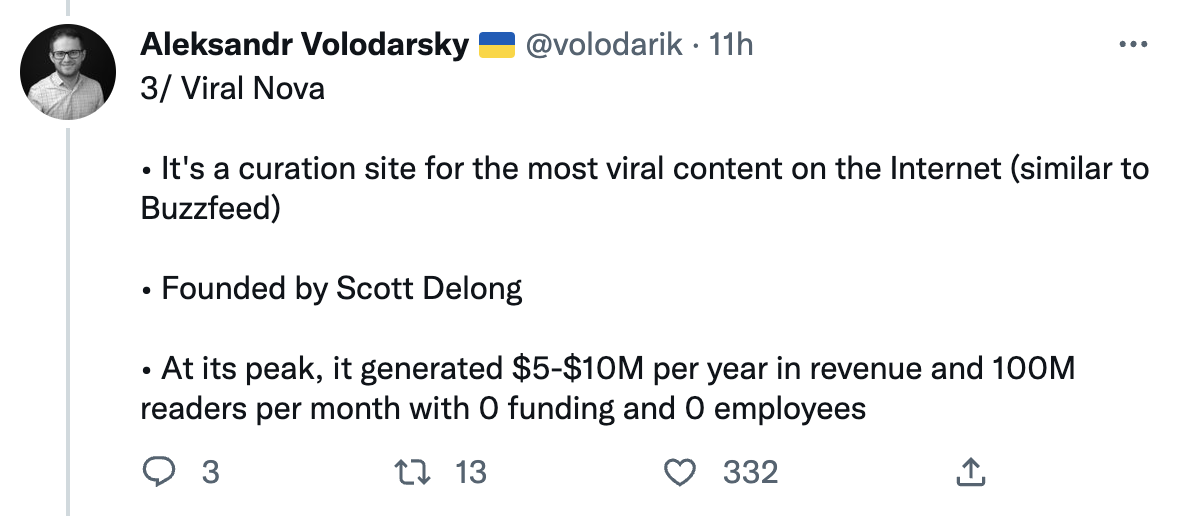 Aleksandr Volodarsky 🇺🇦 @volodarik · 11h
3/ Viral Nova
• It's a curation site for the most viral content on the Internet (similar to
Buzzfeed)
• Founded by Scott Delong
• At its peak, it generated $5-$10M per year in revenue and 100M
readers per month with 0 funding and 0 employees
3 13 332